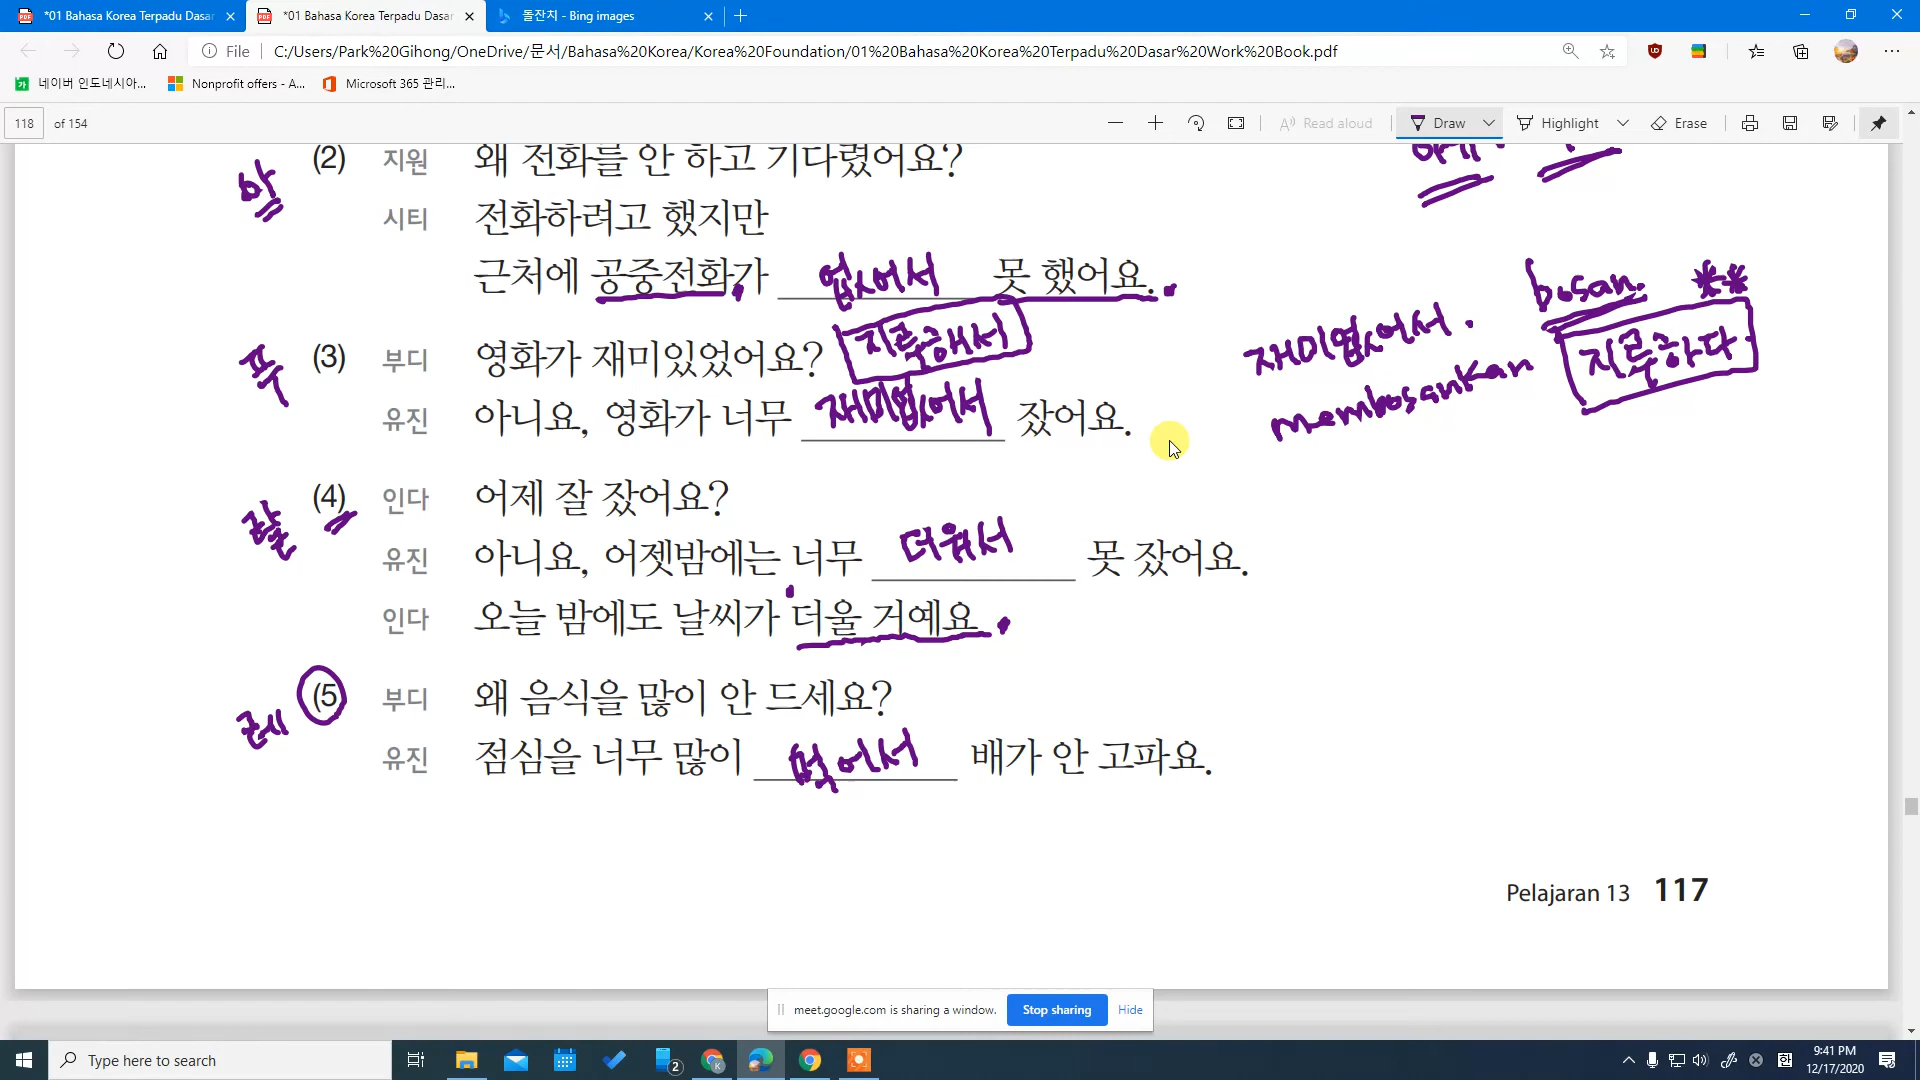 *01 Bahasa Korea Terpadu Dasar
*01 Bahasa Korea Terpadu Dasar
돌잔치 - Bing images
File
C:/Users/Park%20Gihong/OneDrive/문서/Bahasa%20Korea/Korea%20Foundation/01%20Bahasa%20Korea%20Terpadu%20Dasar%20Work%20Book.pdf
네이버 인도네시아...
Nonprofit offers - A...
Microsoft 365 관리...
118 of 154
Read aloud
Draw
Highlight
Erase
(2) 지원 왜 전화를 안 하고 기다렸어요?
시티 전화하려고 했지만
근처에 공중전화가 없어서 못 했어요.
bosan. **
지루해서
재미없어서.
지루하다
membosankan
(3) 부디 영화가 재미있었어요?
유진 아니요, 영화가 너무 재미없어서 잤어요.
(4) 인다 어제 잘 잤어요?
유진 아니요, 어젯밤에는 너무 더워서 못 잤어요.
인다 오늘 밤에도 날씨가 더울 거예요.
(5) 부디 왜 음식을 많이 안 드세요?
유진 점심을 너무 많이 먹어서 배가 안 고파요.
Pelajaran 13 117
meet.google.com is sharing a window.
Stop sharing
Hide
Type here to search
2
K
한
9:41 PM
12/17/2020